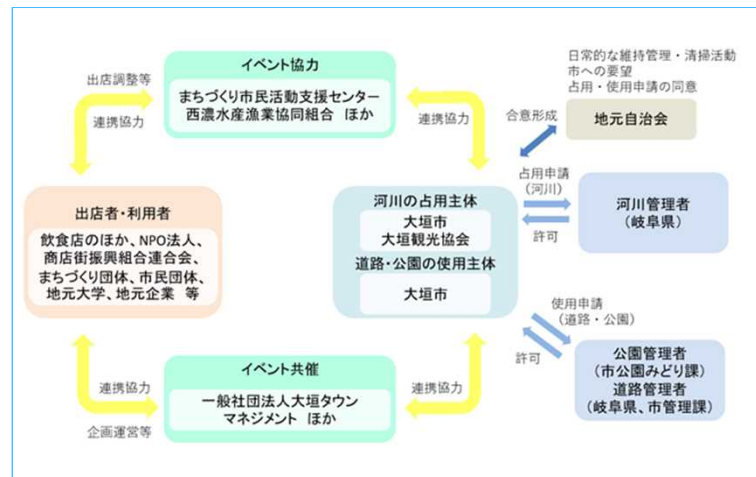 イベント協力
まちづくり市民活動支援センター
西濃水産漁業協同組合 ほか
出店調整等
連携協力
連携協力
日常的な維持管理・清掃活動
市への要望
占用・使用申請の同意
合意形成
地元自治会
占用申請
(河川)
許可
河川管理者
(岐阜県)
出店者・利用者
飲食店のほか、NPO法人、
商店街振興組合連合会、
まちづくり団体、市民団体、
地元大学、地元企業 等
河川の占用主体
大垣市
大垣観光協会
道路・公園の使用主体
大垣市
使用申請
(道路・公園)
許可
公園管理者
(市公園みどり課)
道路管理者
(岐阜県、市管理課)
連携協力
企画運営等
イベント共催
一般社団法人大垣タウン
マネジメント ほか
連携協力